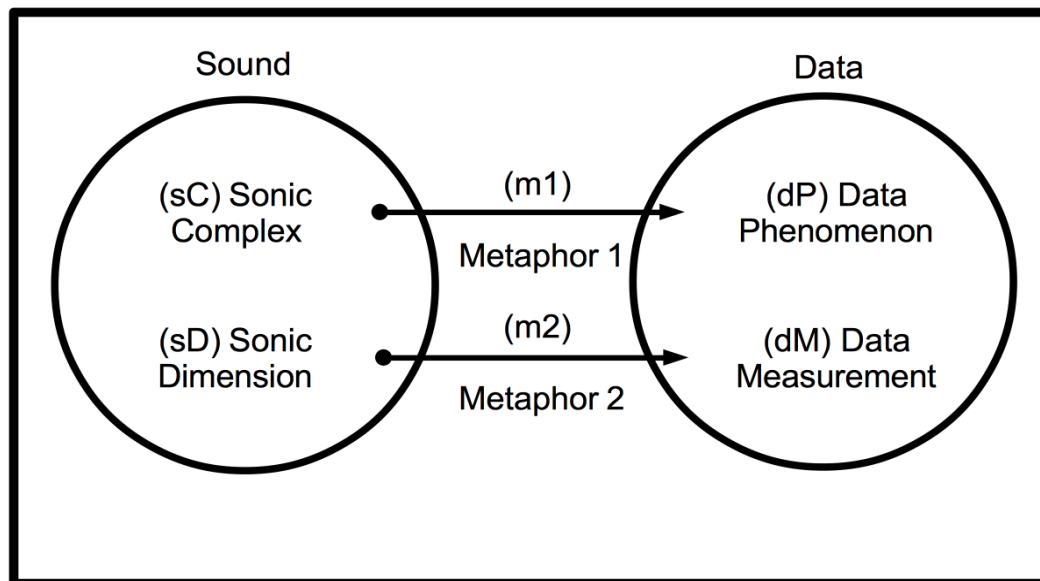 Sound
Data
(sC) Sonic
Complex
(m1)
Metaphor 1
(dP) Data
Phenomenon
(sD) Sonic
Dimension
(m2)
Metaphor 2
(dM) Data
Measurement